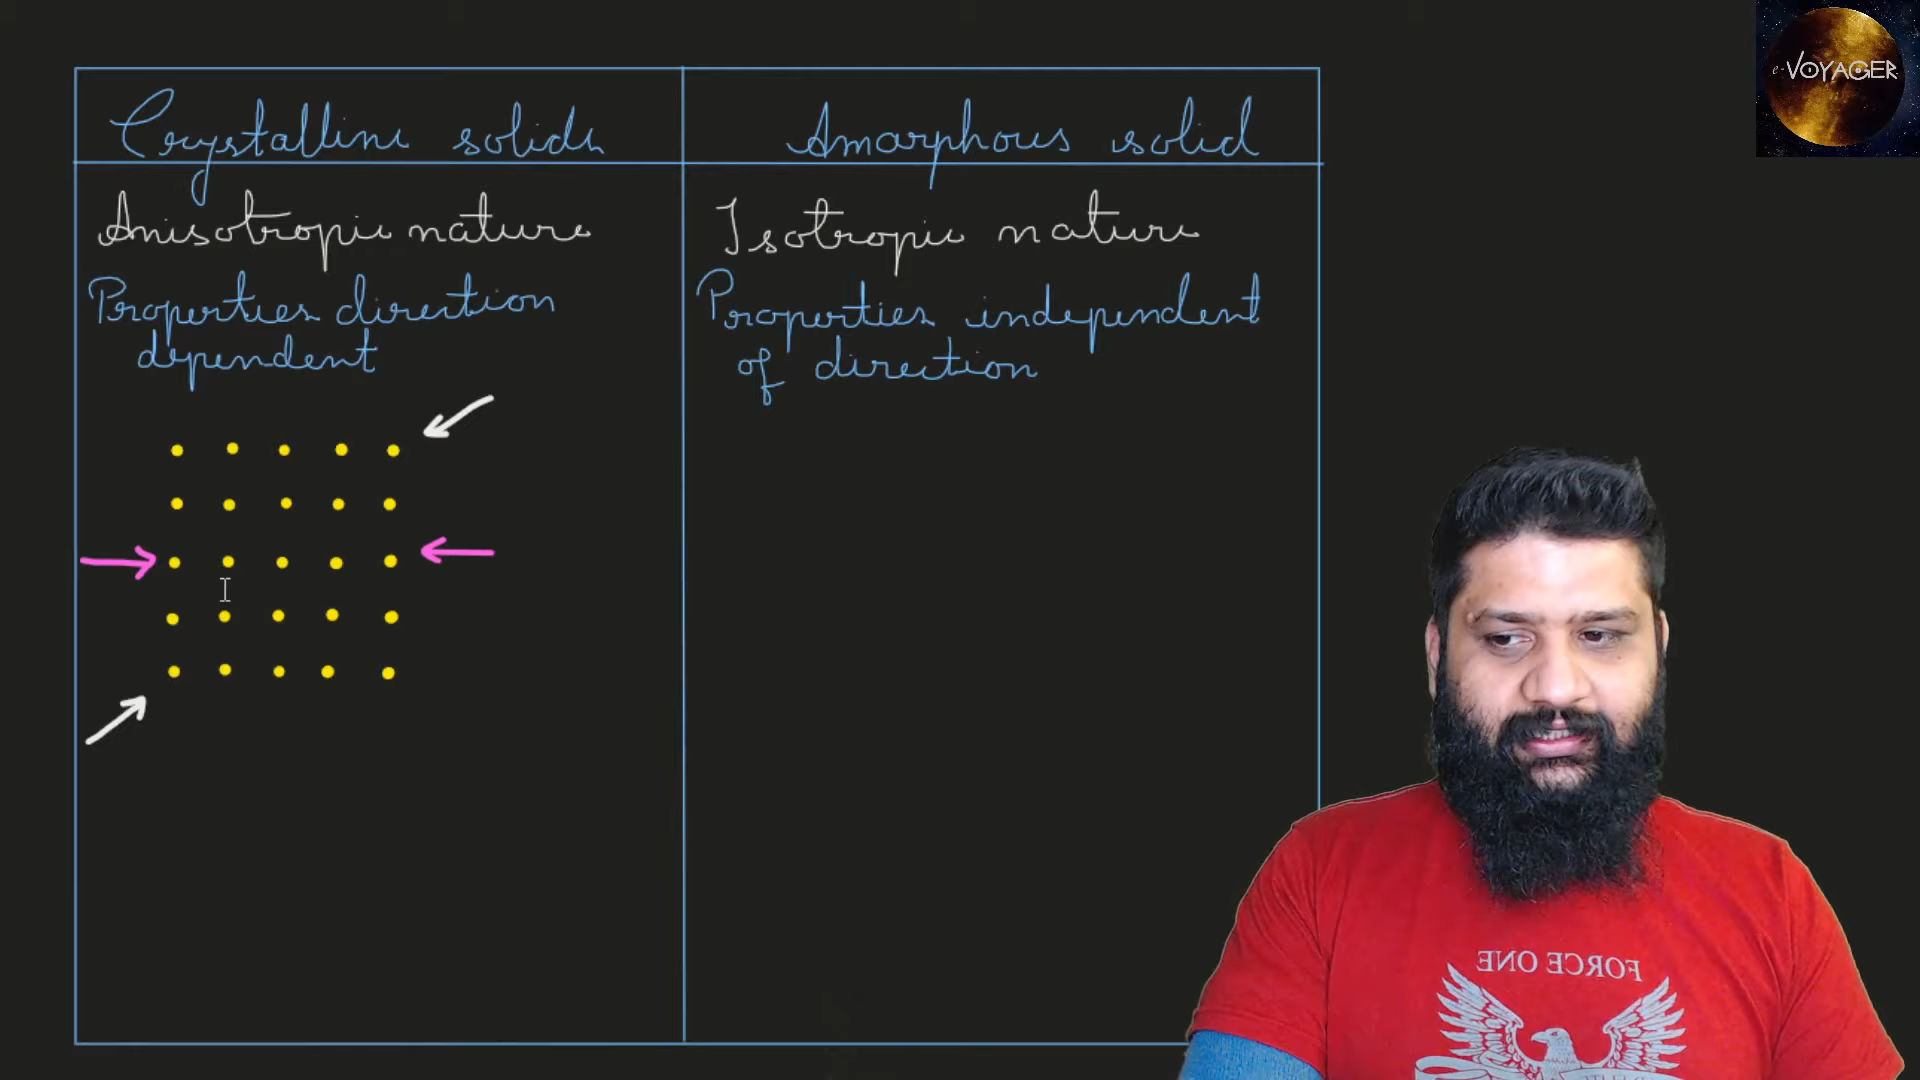 e-VOYAGER
Crystalline solids
Amorphous solid
Anisotropic nature
Isotropic nature
Properties direction
dependent
Properties independent
of direction
FORCE ONE